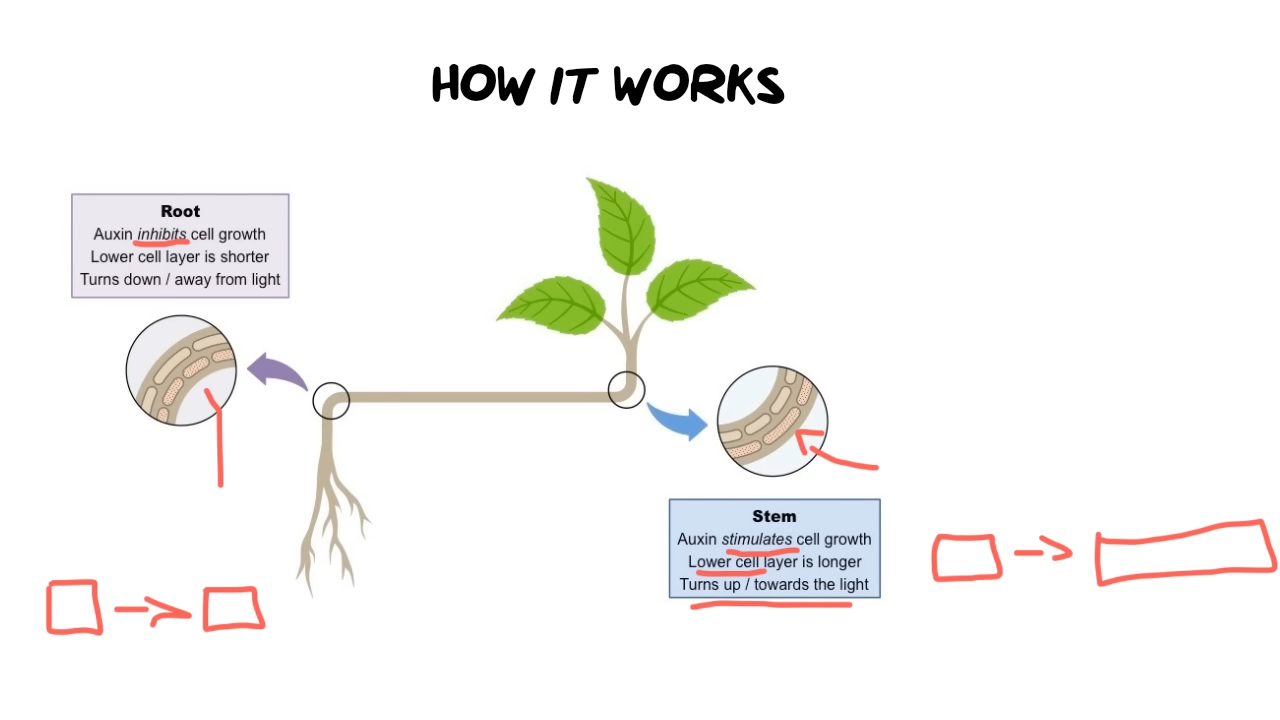 HOW IT WORKS
Root
Auxin inhibits cell growth
Lower cell layer is shorter
Turns down / away from light
Stem
Auxin stimulates cell growth
Lower cell layer is longer
Turns up / towards the light